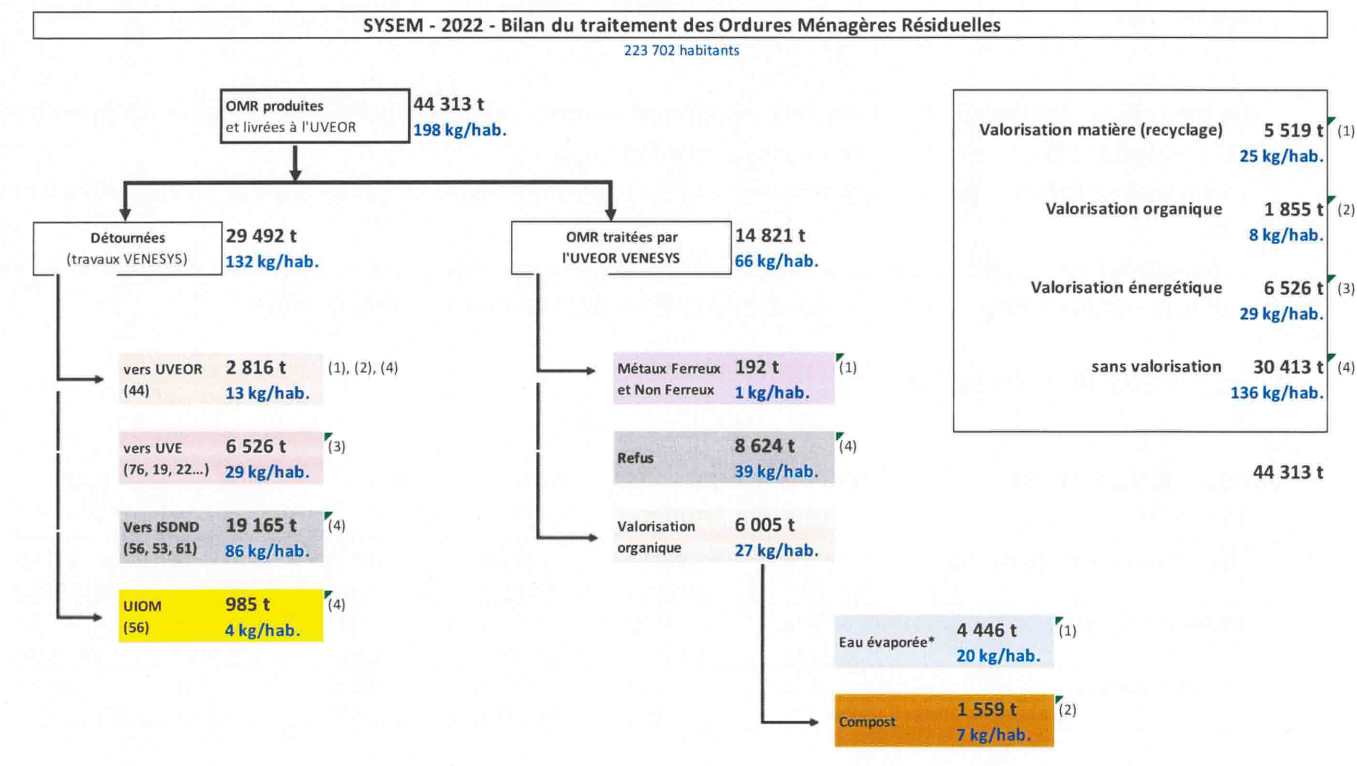 SYSEM - 2022 - Bilan du traitement des Ordures Ménagères Résiduelles
223 702 habitants
OMR produites
et livrées à l'UVEOR
44 313 t
198 kg/hab.
Détournées
(travaux VENESYS)
29 492 t
132 kg/hab.
OMR traitées par
l'UVEOR VENESYS
14 821 t
66 kg/hab.
vers UVEOR
(44)
2 816 t
13 kg/hab.
(1), (2), (4)
vers UVE
(76, 19, 22...)
6 526 t
29 kg/hab.
(3)
Vers ISDND
(56, 53, 61)
19 165 t
86 kg/hab.
(4)
UIOM
(56)
985 t
4 kg/hab.
(4)
Métaux Ferreux
et Non Ferreux
192 t
1 kg/hab.
(1)
Refus
8 624 t
39 kg/hab.
(4)
Valorisation
organique
6 005 t
27 kg/hab.
Eau évaporée*
4 446 t
20 kg/hab.
(1)
Compost
1 559 t
7 kg/hab.
(2)
Valorisation matière (recyclage)
5 519 t
25 kg/hab.
(1)
Valorisation organique
1 855 t
8 kg/hab.
(2)
Valorisation énergétique
6 526 t
29 kg/hab.
(3)
sans valorisation
30 413 t
136 kg/hab.
(4)
44 313 t